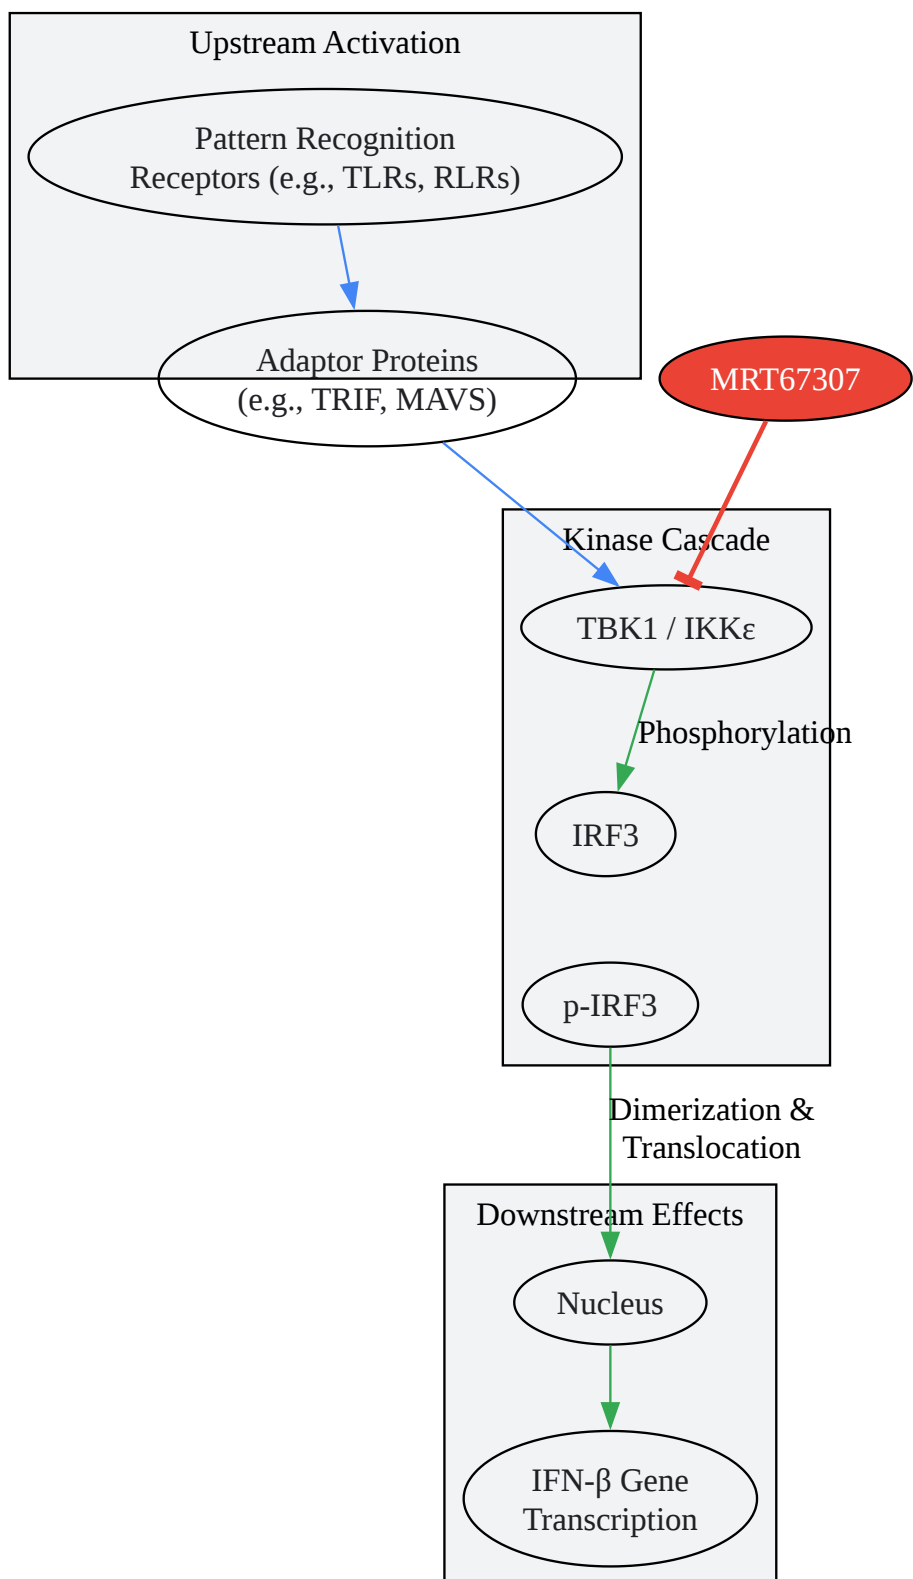 Upstream Activation
Pattern Recognition
Receptors (e.g., TLRs, RLRs)
Adaptor Proteins
(e.g., TRIF, MAVS)
MRT67307
Kinase Cascade
TBK1 / IKKε
Phosphorylation
IRF3
p-IRF3
Dimerization &
Translocation
Downstream Effects
Nucleus
IFN-β Gene
Transcription